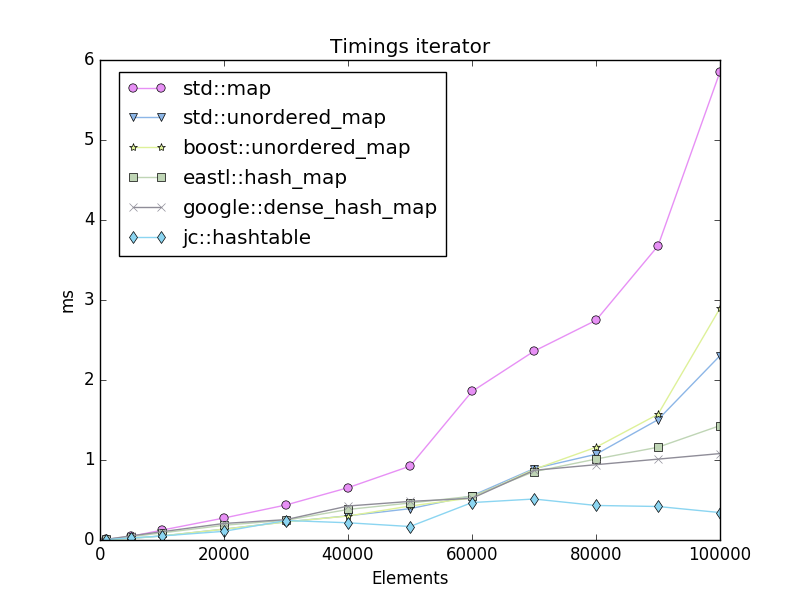 Timings iterator
6
5
4
3
2
1
0
ms
std::map
std::unordered_map
boost::unordered_map
eastl::hash_map
google::dense_hash_map
jc::hashtable
0 20000 40000 60000 80000 100000
Elements